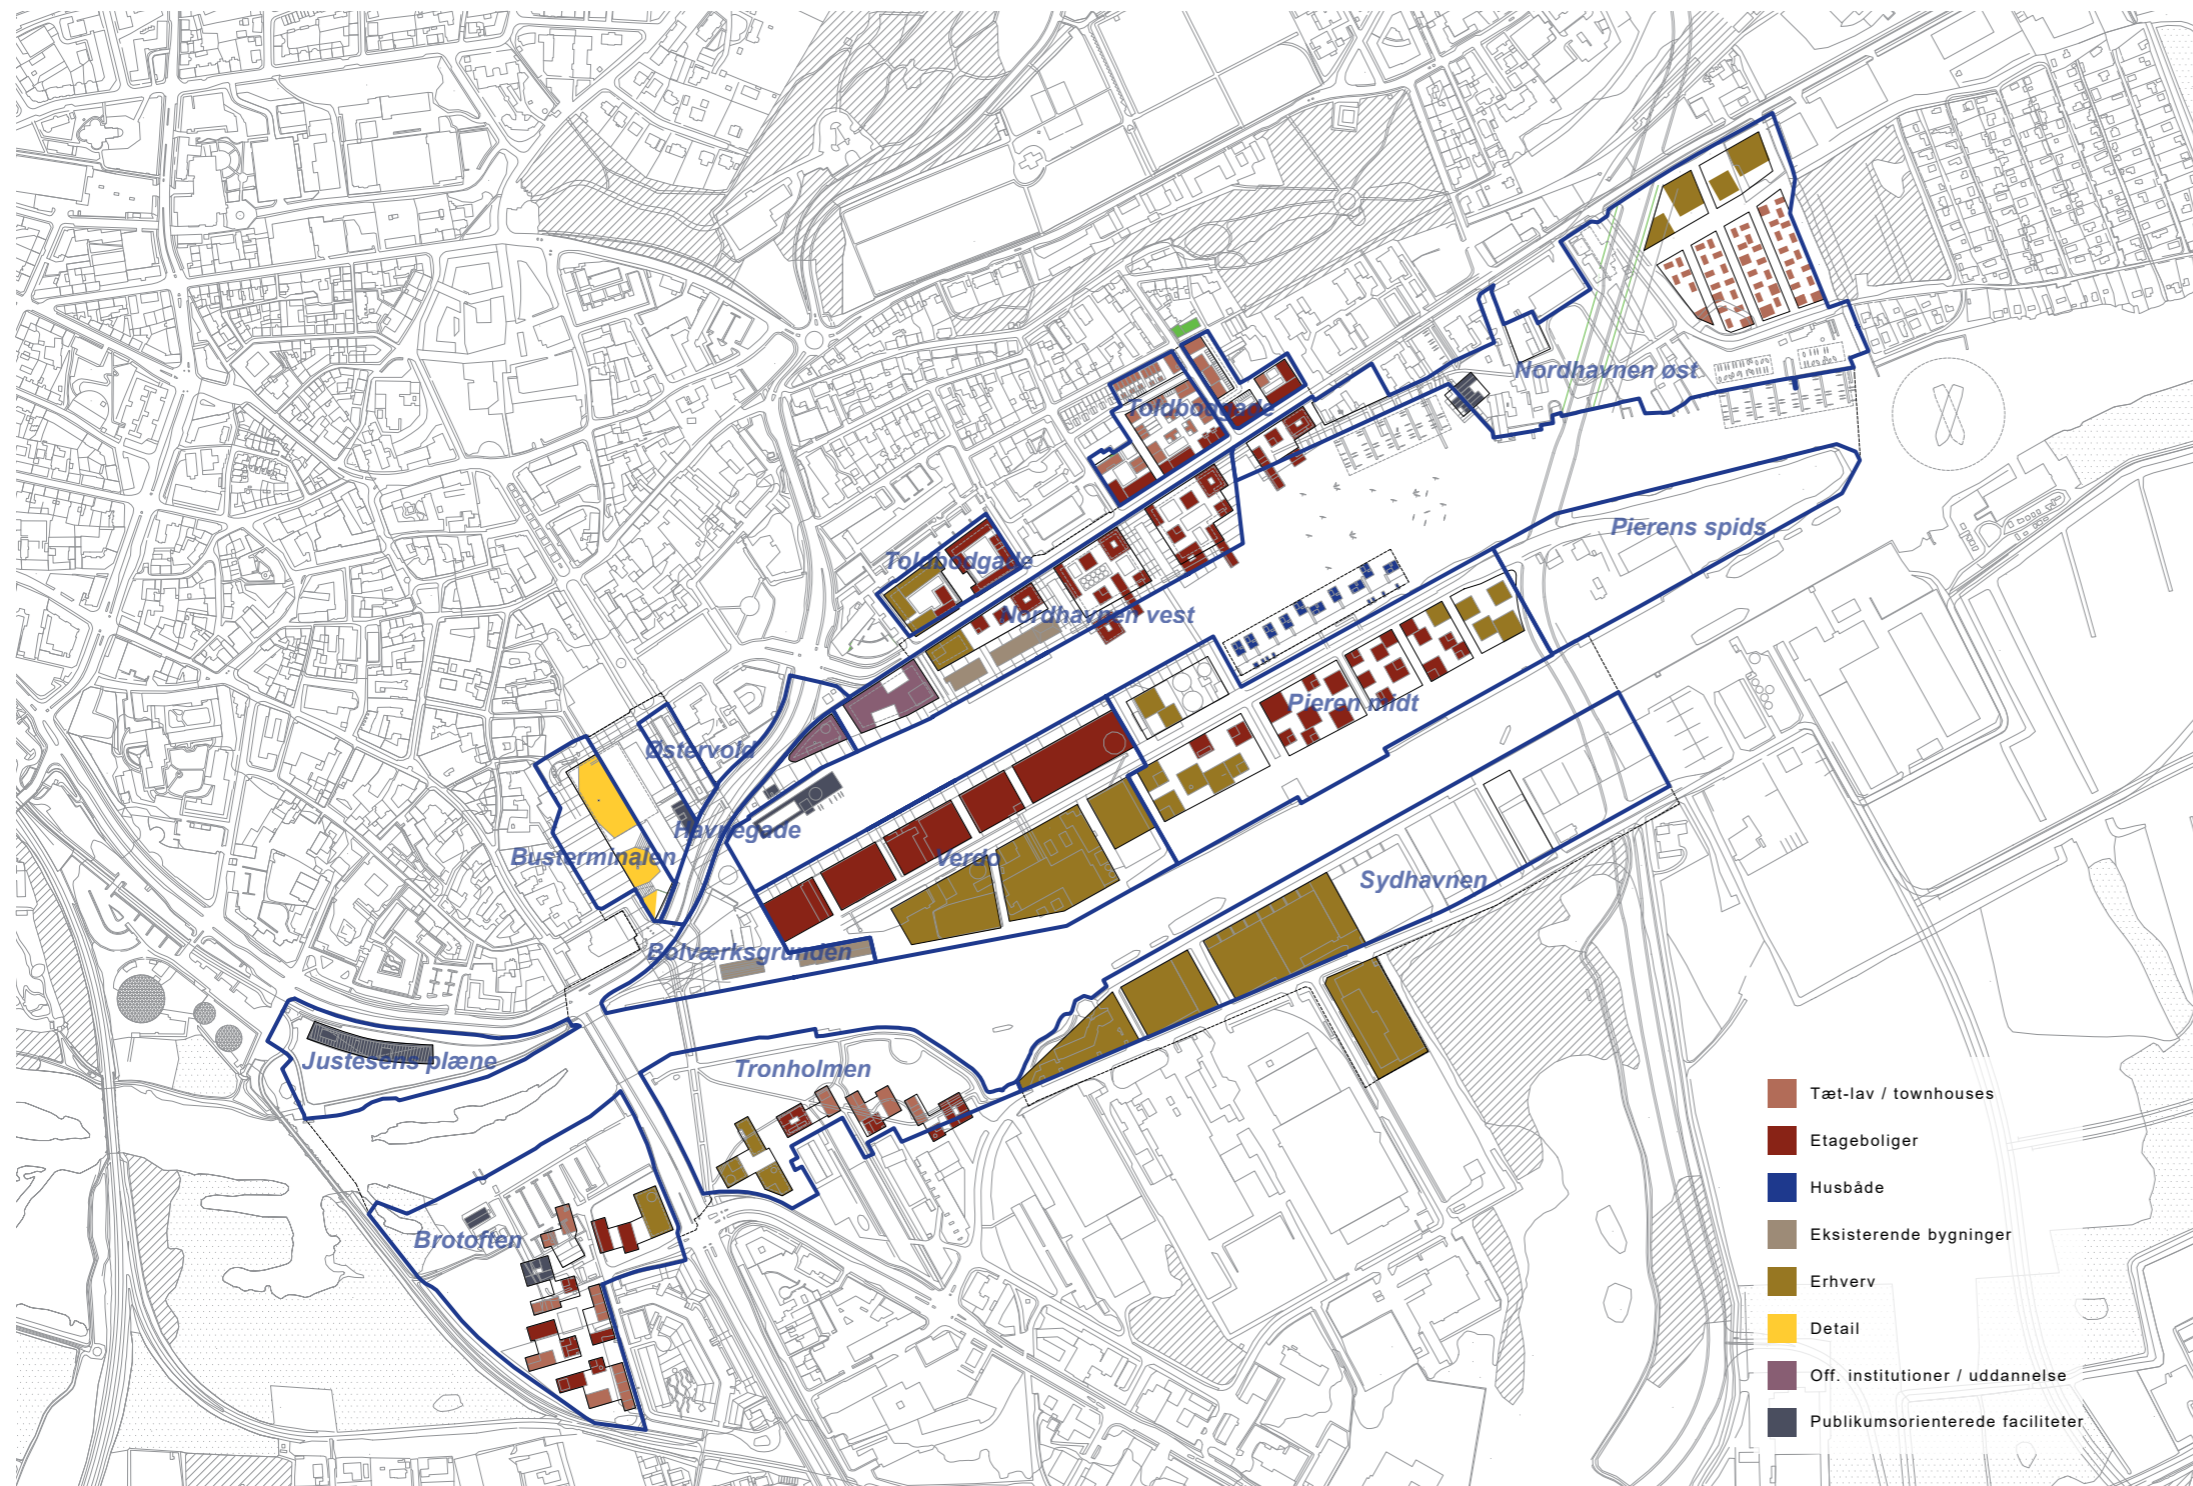 Nordhavnen øst
Toldbodgade
Pierens spids
Toldbodgade
Nordhavnen vest
Pieren midt
Østervold
Havnegade
Busterminalen
Verdo
Sydhavnen
Bolværksgrunden
Justesens plæne
Tronholmen
Brotoften
Tæt-lav / townhouses
Etageboliger
Husbåde
Eksisterende bygninger
Erhverv
Detail
Off. institutioner / uddannelse
Publikumsorienterede faciliteter